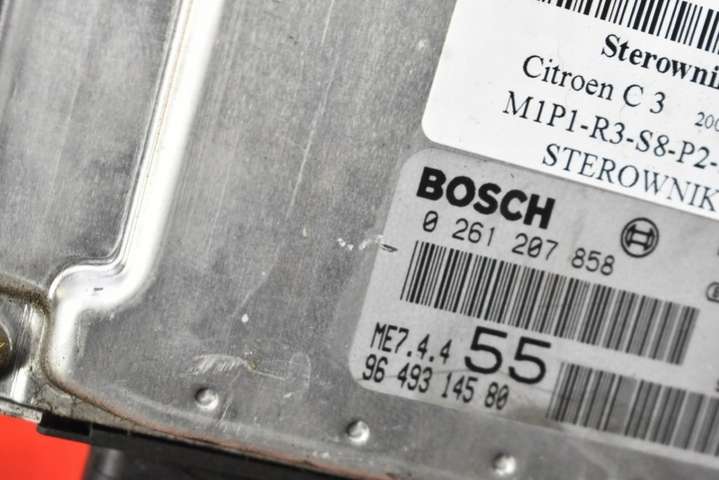 Citroen C 3 200
M1P1-R3-S8-P2-
STEROWNIK
BOSCH
0 261 207 858
ME7.4.4 55
96 493 145 80